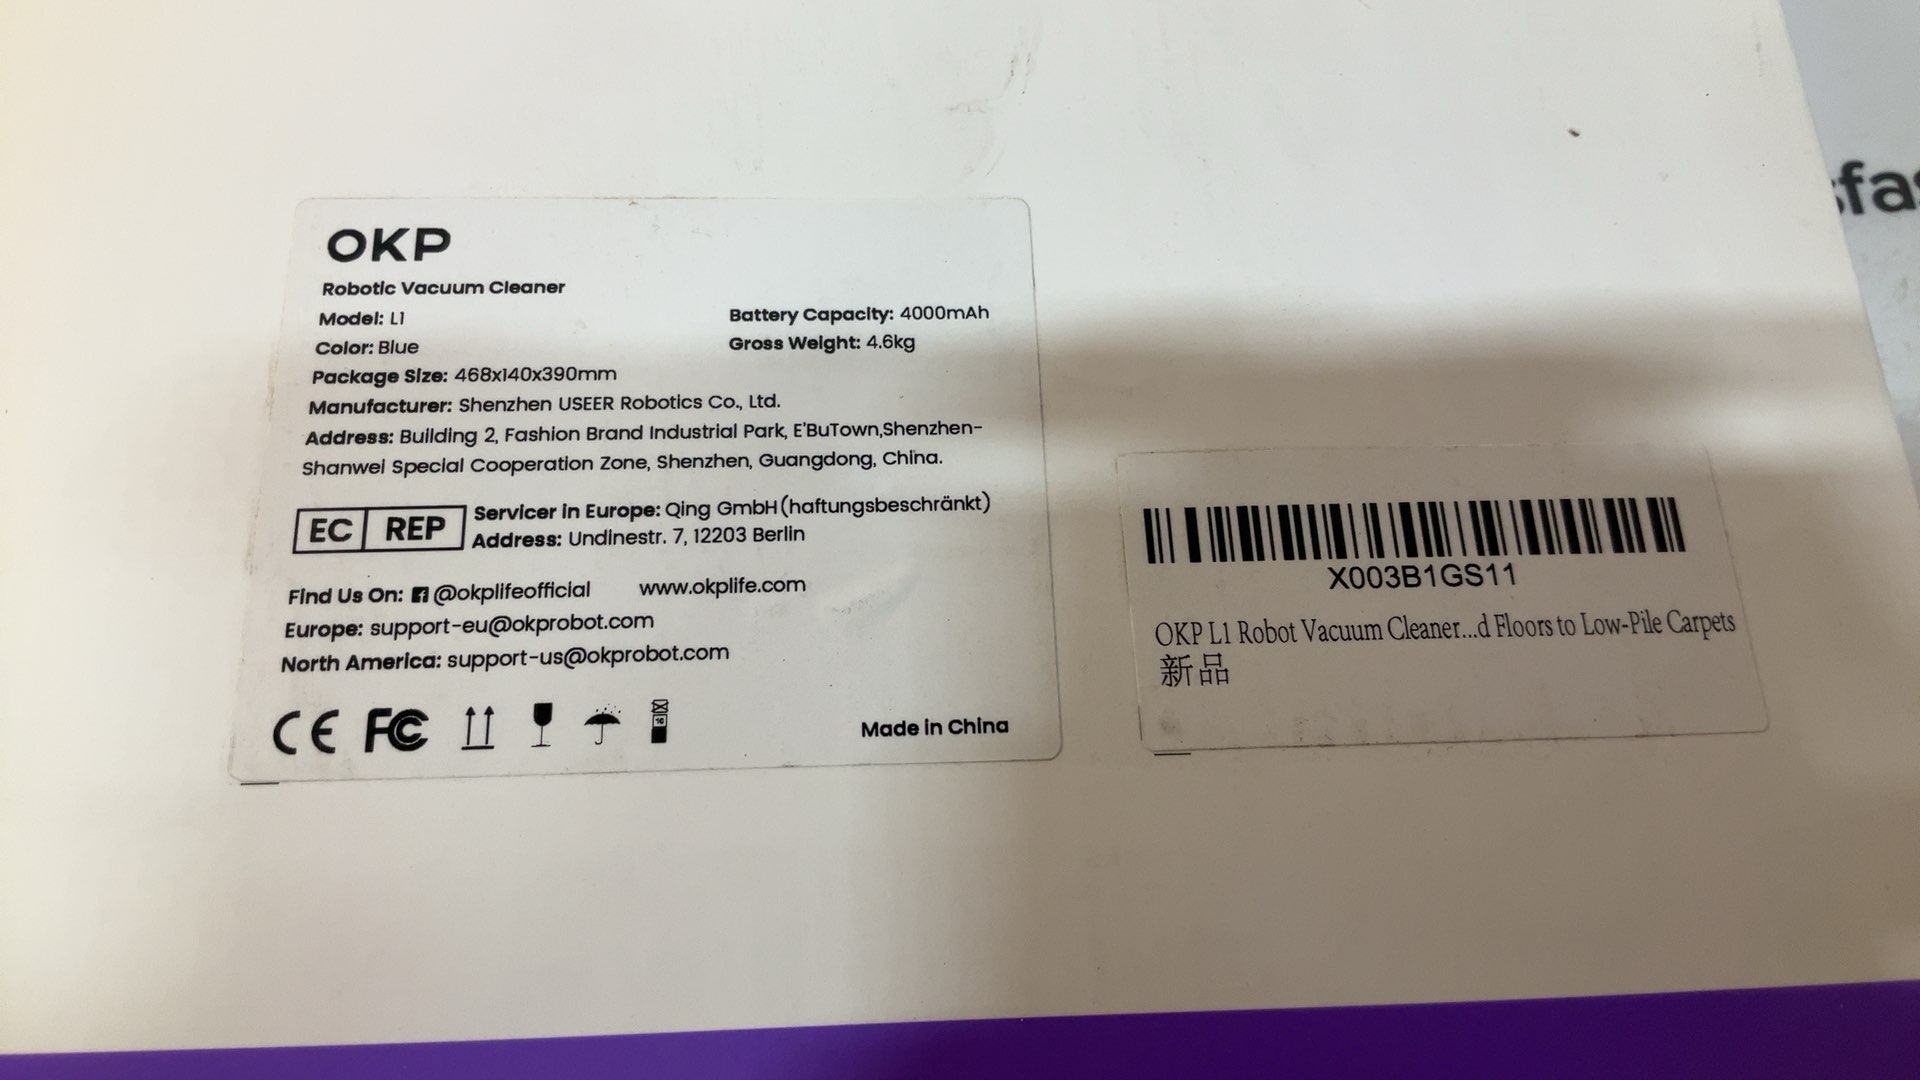 OKP
Robotic Vacuum Cleaner
Model: L1
Battery Capacity: 4000mAh
Color: Blue
Gross Weight: 4.6kg
Package Size: 468x140x390mm
Manufacturer: Shenzhen USEER Robotics Co., Ltd.
Address: Building 2, Fashion Brand Industrial Park, E'BuTown,Shenzhen-
Shanwei Special Cooperation Zone, Shenzhen, Guangdong, China.
EC REP
Servicer in Europe: Qing GmbH(haftungsbeschränkt)
Address: Undinestr. 7, 12203 Berlin
Find Us On: @okplifeofficial www.okplife.com
Europe: support-eu@okprobot.com
North America: support-us@okprobot.com
CE FC
10
Made in China
X003B1GS11
OKP L1 Robot Vacuum Cleaner...d Floors to Low-Pile Carpets
新品